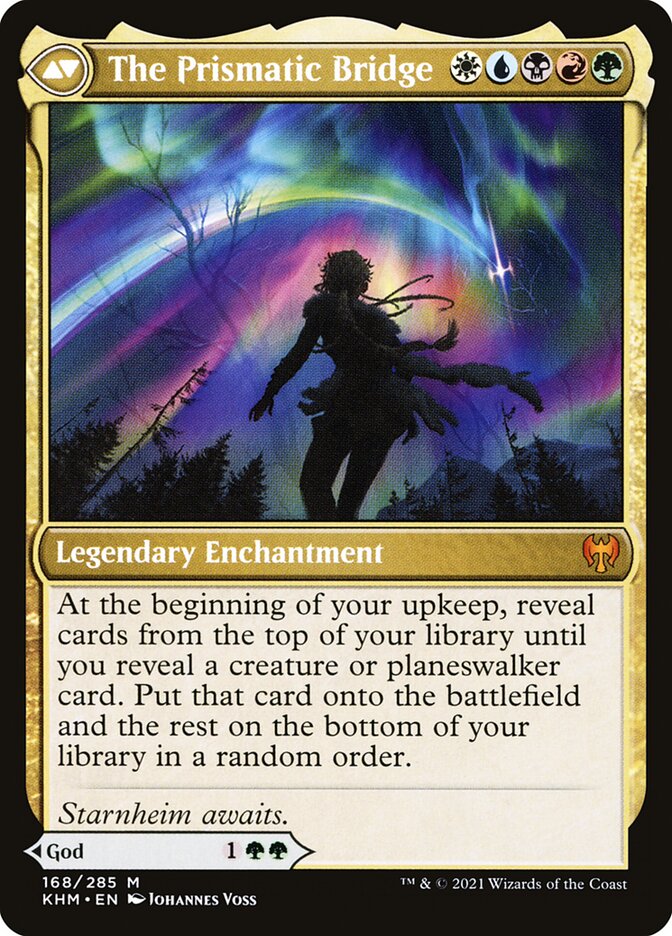 The Prismatic Bridge
Legendary Enchantment
At the beginning of your upkeep, reveal
cards from the top of your library until
you reveal a creature or planeswalker
card. Put that card onto the battlefield
and the rest on the bottom of your
library in a random order.
Starnheim awaits.
God 1
168/285 M
KHM • EN Johannes Voss
™ & © 2021 Wizards of the Coast